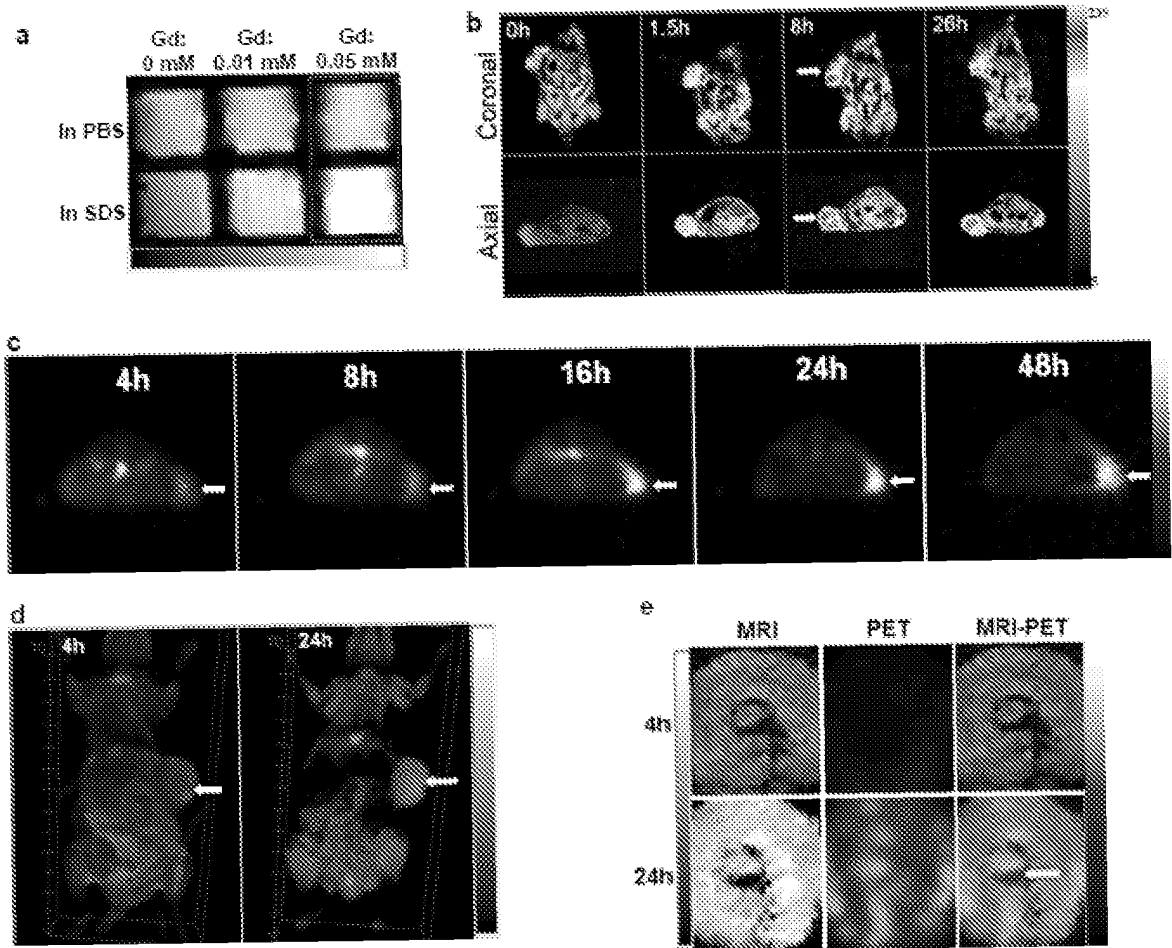 a
Gd: Gd: Gd:
0 mM 0.01 mM 0.05 mM
In PBS
In SDS
b
0h 1.5h 8h 26h
Coronal
Axial
c
4h 8h 16h 24h 48h
d
4h 24h
e
MRI PET MRI-PET
4h
24h